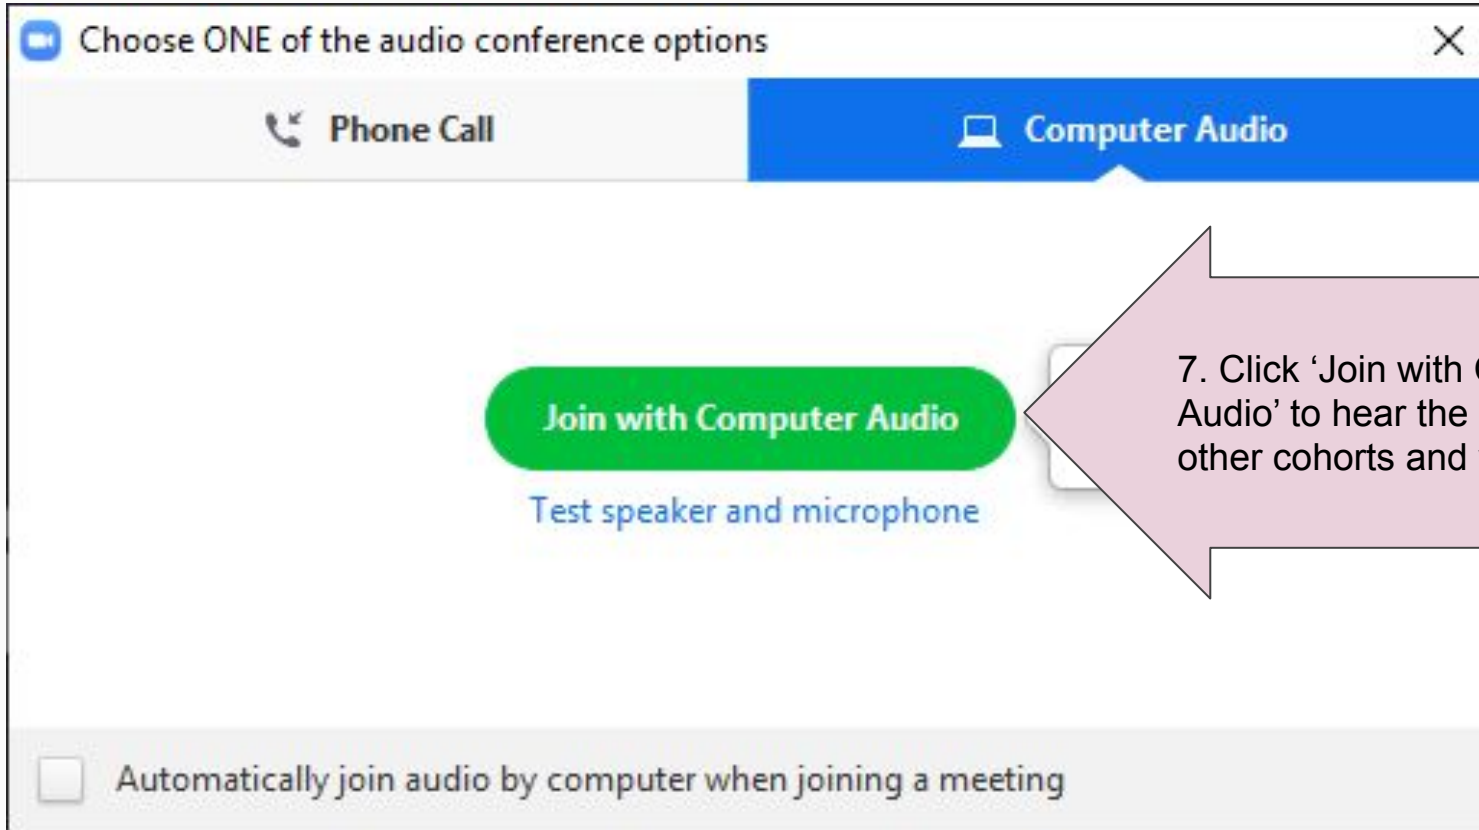 Choose ONE of the audio conference options
Phone Call
Computer Audio
Join with Computer Audio
Test speaker and microphone
7. Click ‘Join with
Audio’ to hear the
other cohorts and
Automatically join audio by computer when joining a meeting